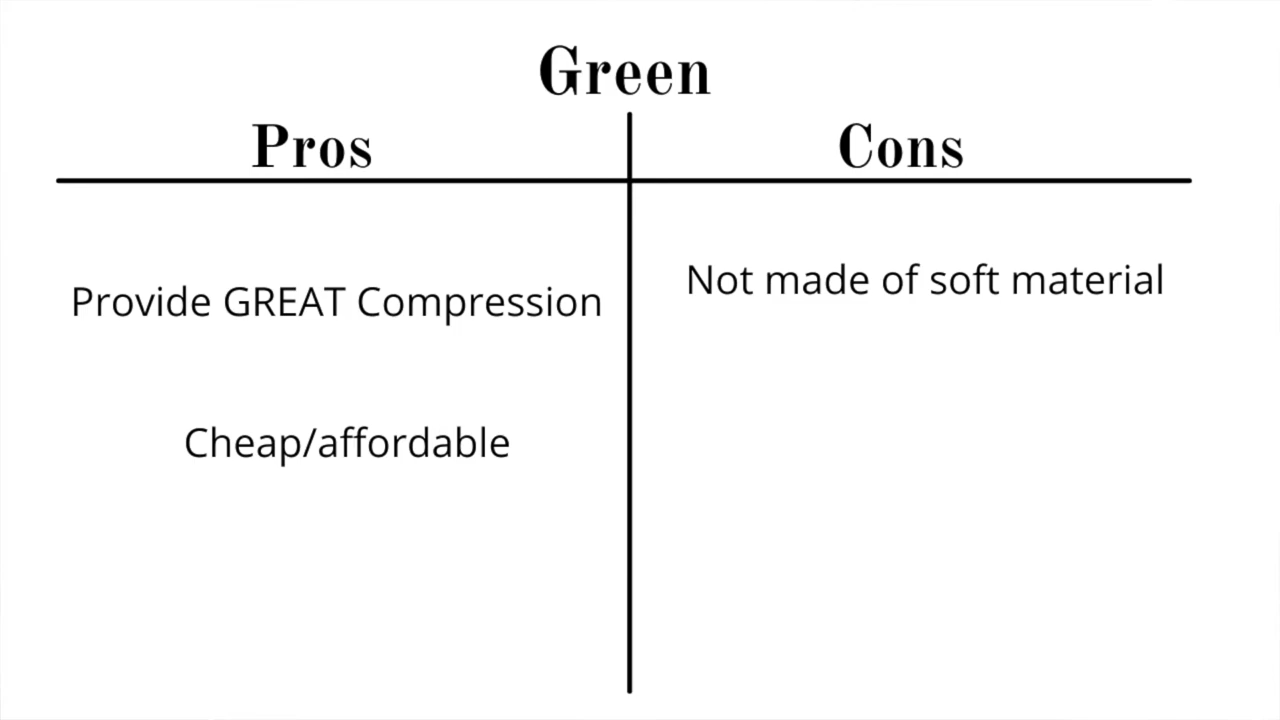 Green
Pros
Cons
Provide GREAT Compression
Cheap/affordable
Not made of soft material